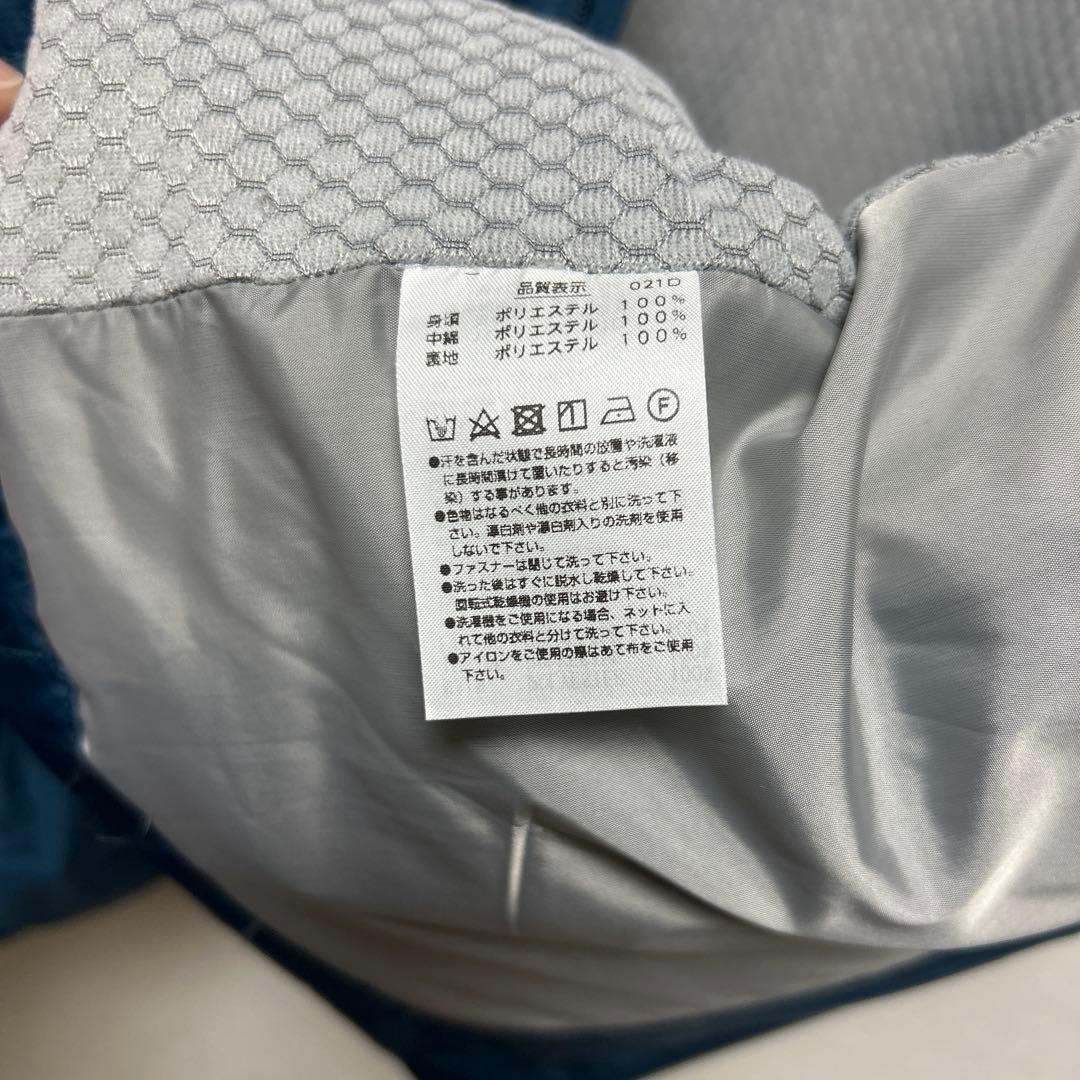 品質表示 021D
身頃 ポリエステル 100%
中綿 ポリエステル 100%
裏地 ポリエステル 100%
F
●汗を含んだ状態で長時間の放置や洗濯液
に長時間漬けて置いたりすると汚染（移
染）する事があります。
●色物はなるべく他の衣料と別に洗って下
さい。漂白剤や漂白剤入りの洗剤を使用
しないで下さい。
●ファスナーは閉じて洗って下さい。
●洗った後はすぐに脱水し乾燥して下さい。
回転式乾燥機の使用はお避け下さい。
●洗濯機をご使用になる場合、ネットに入
れて他の衣料と分けて洗って下さい。
●アイロンをご使用の際はあて布をご使用
下さい。